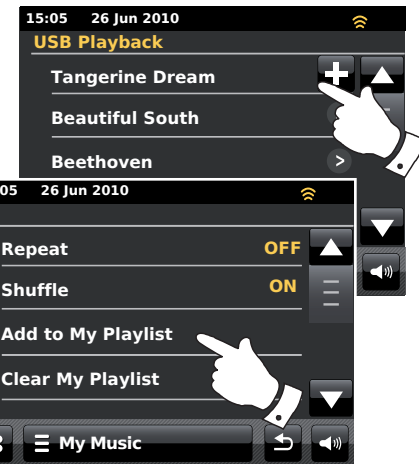 15:05 26 Jun 2010
USB Playback
Tangerine Dream
Beautiful South
Beethoven >
05 26 Jun 2010
Repeat OFF
Shuffle ON
Add to My Playlist
Clear My Playlist
My Music